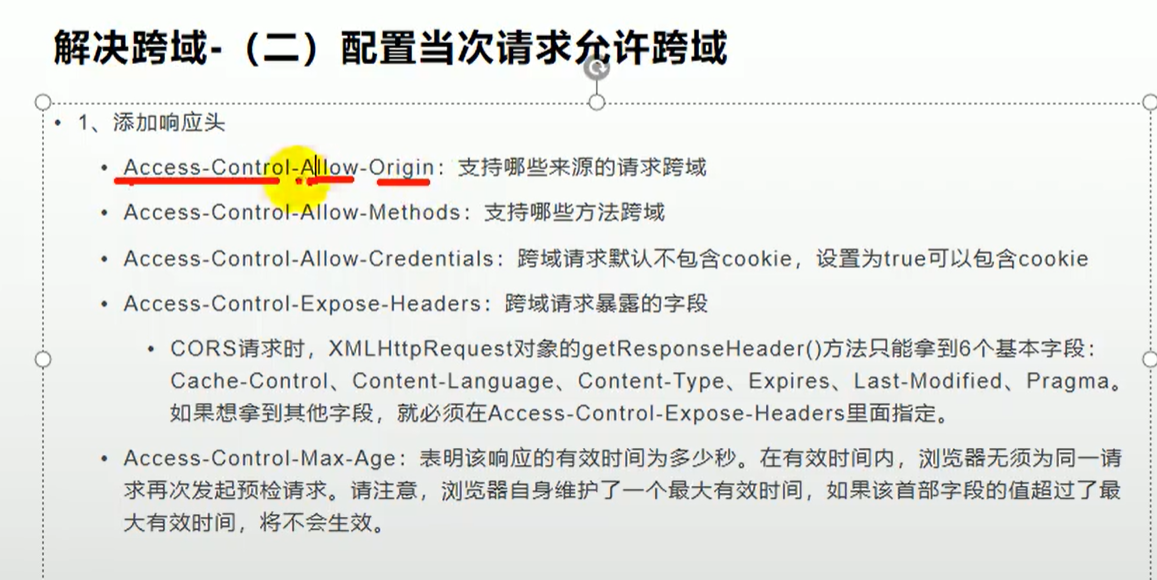 解决跨域-（二）配置当次请求允许跨域
• 1、添加响应头
• Access-Control-Allow-Origin：支持哪些来源的请求跨域
• Access-Control-Allow-Methods：支持哪些方法跨域
• Access-Control-Allow-Credentials：跨域请求默认不包含cookie，设置为true可以包含cookie
• Access-Control-Expose-Headers：跨域请求暴露的字段
• CORS请求时，XMLHttpRequest对象的getResponseHeader()方法只能拿到6个基本字段：
Cache-Control、Content-Language、Content-Type、Expires、Last-Modified、Pragma。
如果想拿到其他字段，就必须在Access-Control-Expose-Headers里面指定。
• Access-Control-Max-Age：表明该响应的有效时间为多少秒。在有效时间内，浏览器无须为同一请
求再次发起预检请求。请注意，浏览器自身维护了一个最大有效时间，如果该首部字段的值超过了最
大有效时间，将不会生效。